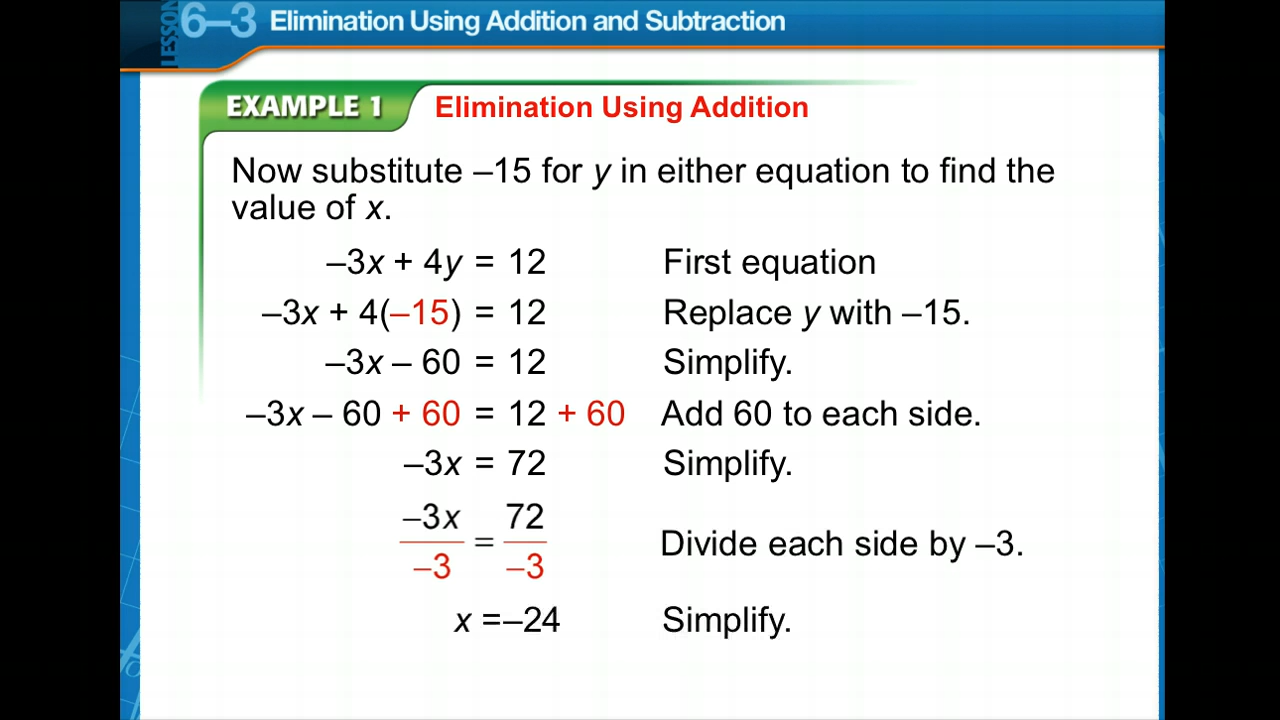 LESSON 6–3 Elimination Using Addition and Subtraction
EXAMPLE 1 Elimination Using Addition
Now substitute –15 for y in either equation to find the
value of x.
–3x + 4y = 12 First equation
–3x + 4(–15) = 12 Replace y with –15.
–3x – 60 = 12 Simplify.
–3x – 60 + 60 = 12 + 60 Add 60 to each side.
–3x = 72 Simplify.
–3x/–3 = 72/–3 Divide each side by –3.
x =–24 Simplify.